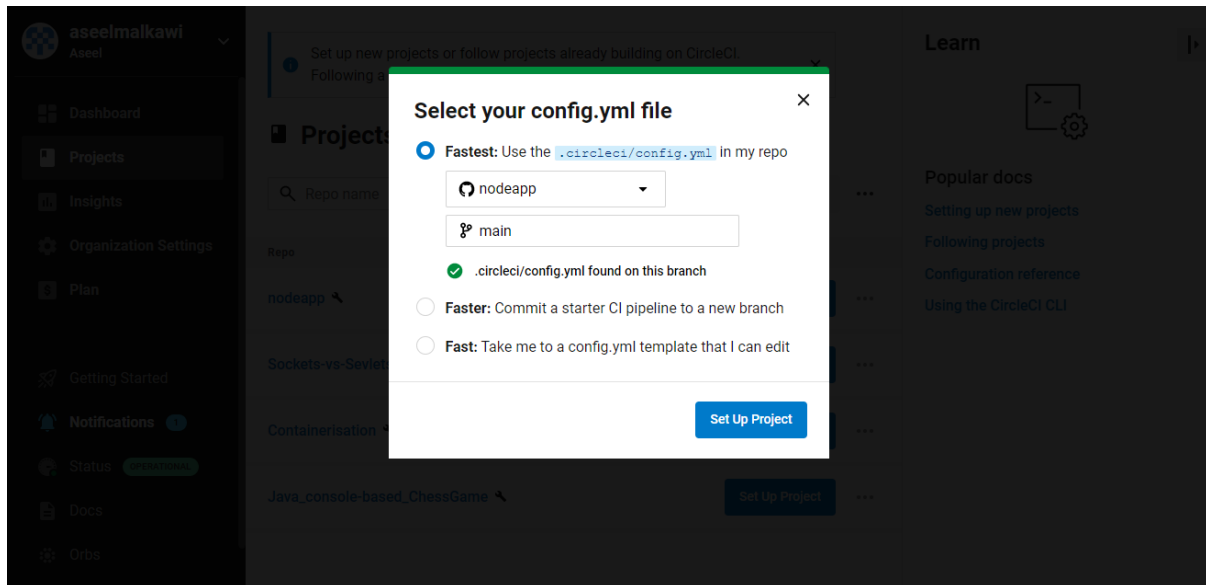 aseelmalkawi
Aseel
Dashboard
Projects
Insights
Organization Settings
Plan
Getting Started
Notifications 1
Status OPERATIONAL
Docs
Orbs
Set up new projects or follow projects already building on CircleCI.
Following a
Projects
Repo name
Repo
nodeapp
Sockets-vs-Sevlet
Containerisation
Java_console-based_ChessGame
Set Up Project
Select your config.yml file
Fastest: Use the .circleci/config.yml in my repo
nodeapp
main
.circleci/config.yml found on this branch
Faster: Commit a starter CI pipeline to a new branch
Fast: Take me to a config.yml template that I can edit
Set Up Project
Learn
Popular docs
Setting up new projects
Following projects
Configuration reference
Using the CircleCI CLI